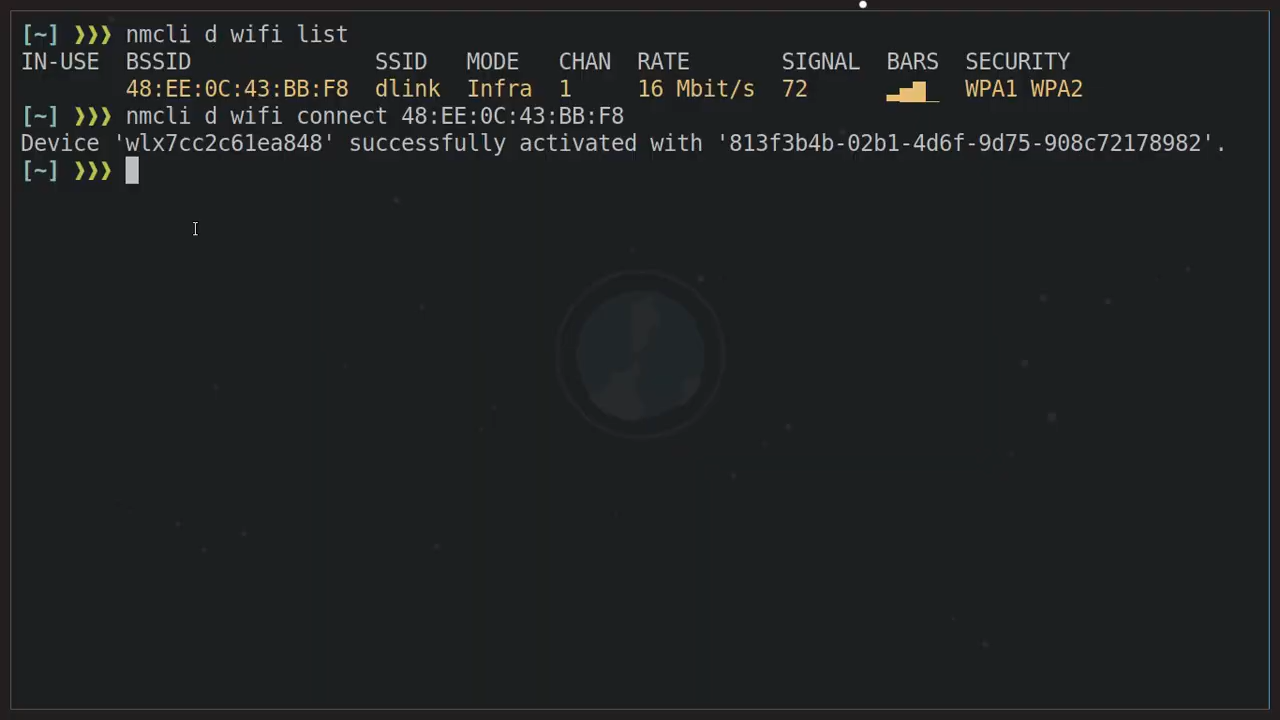 [~] ❯❯❯ nmcli d wifi list
IN-USE BSSID SSID MODE CHAN RATE SIGNAL BARS SECURITY
48:EE:0C:43:BB:F8 dlink Infra 1 16 Mbit/s 72 ▂▄▆_ WPA1 WPA2
[~] ❯❯❯ nmcli d wifi connect 48:EE:0C:43:BB:F8
Device 'wlx7cc2c61ea848' successfully activated with '813f3b4b-02b1-4d6f-9d75-908c72178982'.
[~] ❯❯❯